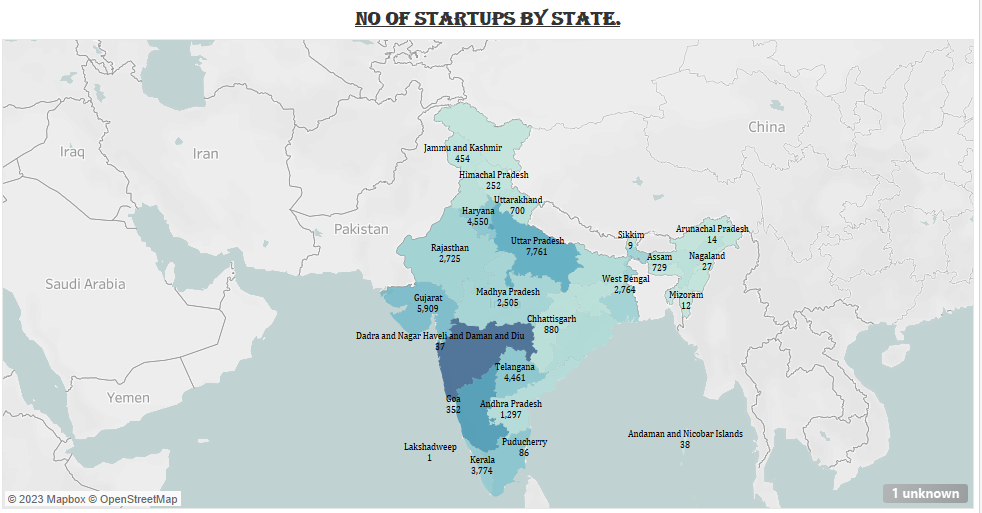 NO OF STARTUPS BY STATE.
China
Iraq
Iran
Jammu and Kashmir
454
Himachal Pradesh
252
Uttarakhand
700
Haryana
4,550
Pakistan
Arunachal Pradesh
14
Sikkim
9
Uttar Pradesh
7,761
Rajasthan
2,725
Assam
729
Nagaland
27
West Bengal
2,764
Saudi Arabia
Madhya Pradesh
2,505
Mizoram
12
Gujarat
5,909
Chhattisgarh
880
Dadra and Nagar Haveli and Daman and Diu
37
Telangana
4,461
Yemen
Goa
352
Andhra Pradesh
1,297
Andaman and Nicobar Islands
38
Puducherry
86
Lakshadweep
1
Kerala
3,774
© 2023 Mapbox © OpenStreetMap
1 unknown